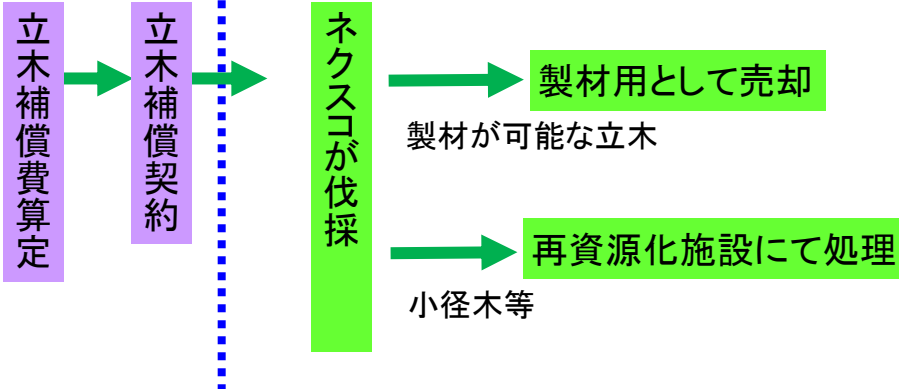 立木補償費算定
立木補償契約
ネクスコが伐採
製材用として売却
製材が可能な立木
再資源化施設にて処理
小径木等